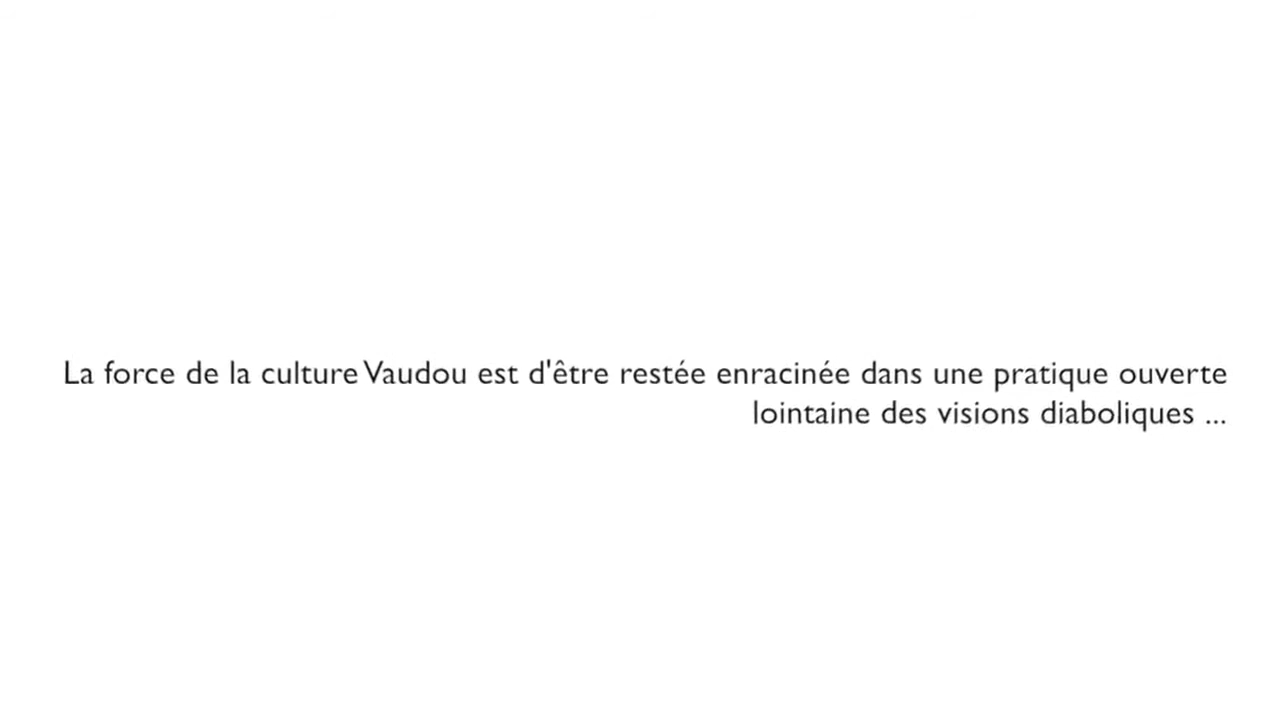 La force de la culture Vaudou est d'être restée enracinée dans une pratique ouverte
lointaine des visions diaboliques ...